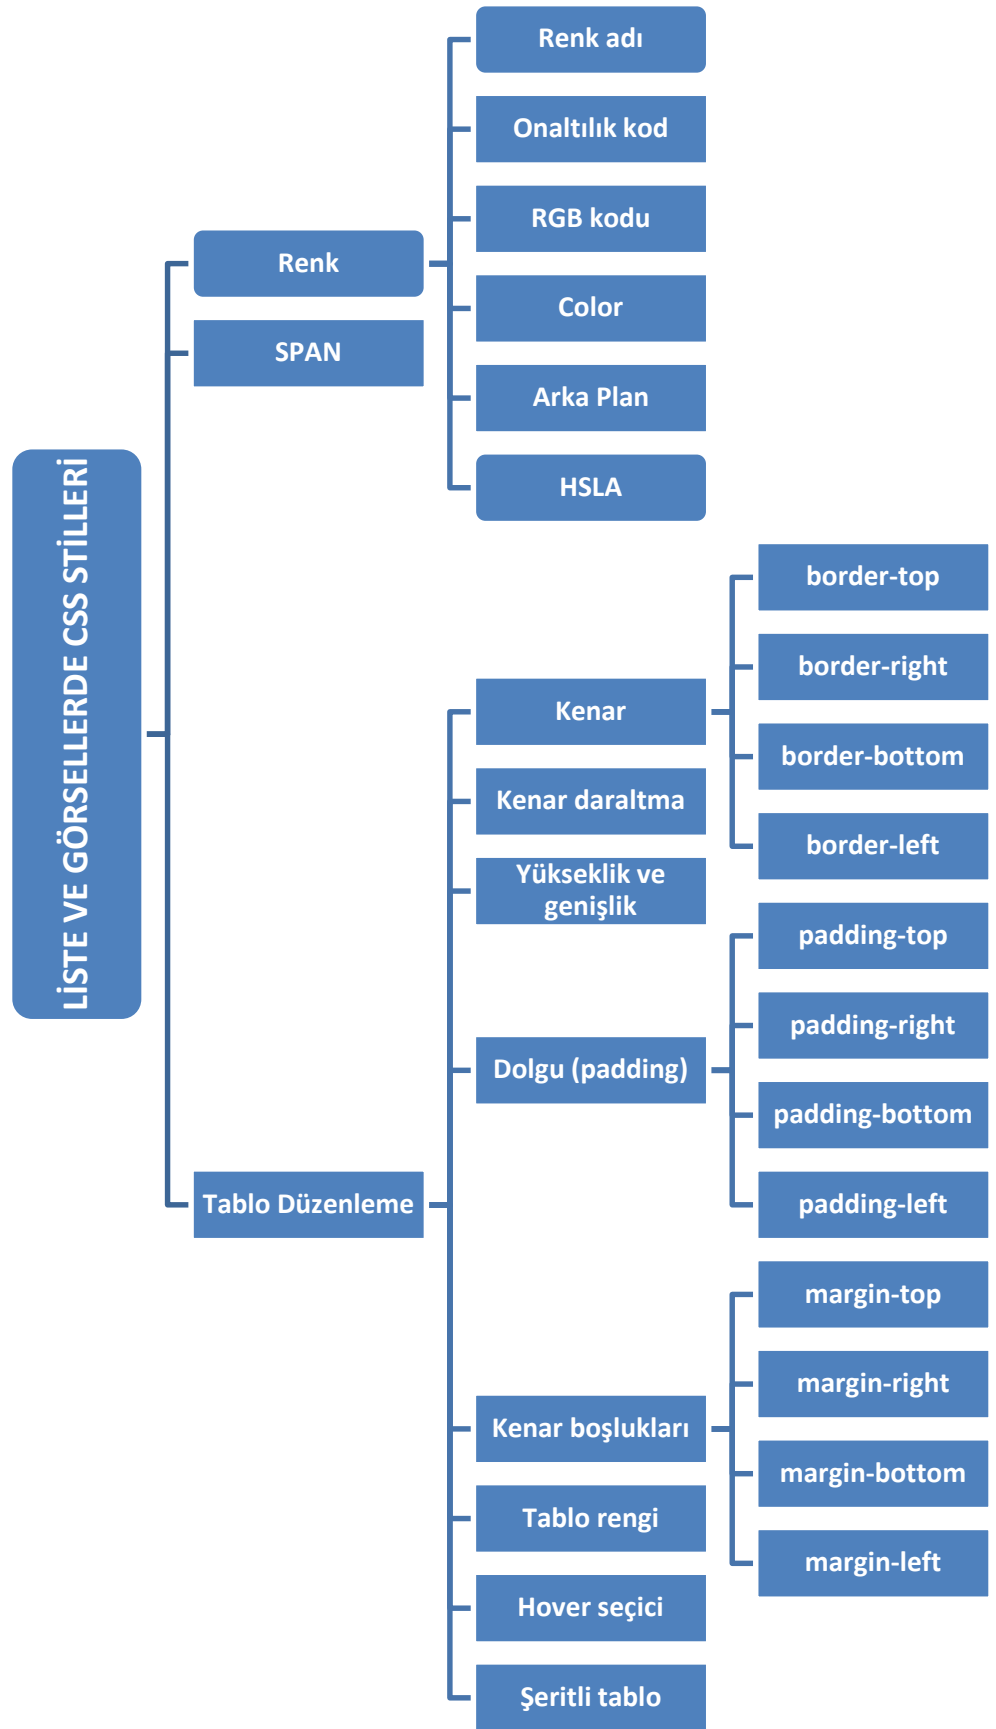 LİSTE VE GÖRSELLERDE CSS STİLLERİ
Renk
Renk adı
Onaltılık kod
RGB kodu
Color
Arka Plan
HSLA
SPAN
Tablo Düzenleme
Kenar
border-top
border-right
border-bottom
border-left
Kenar daraltma
Yükseklik ve
genişlik
Dolgu (padding)
padding-top
padding-right
padding-bottom
padding-left
Kenar boşlukları
margin-top
margin-right
margin-bottom
margin-left
Tablo rengi
Hover seçici
Şeritli tablo